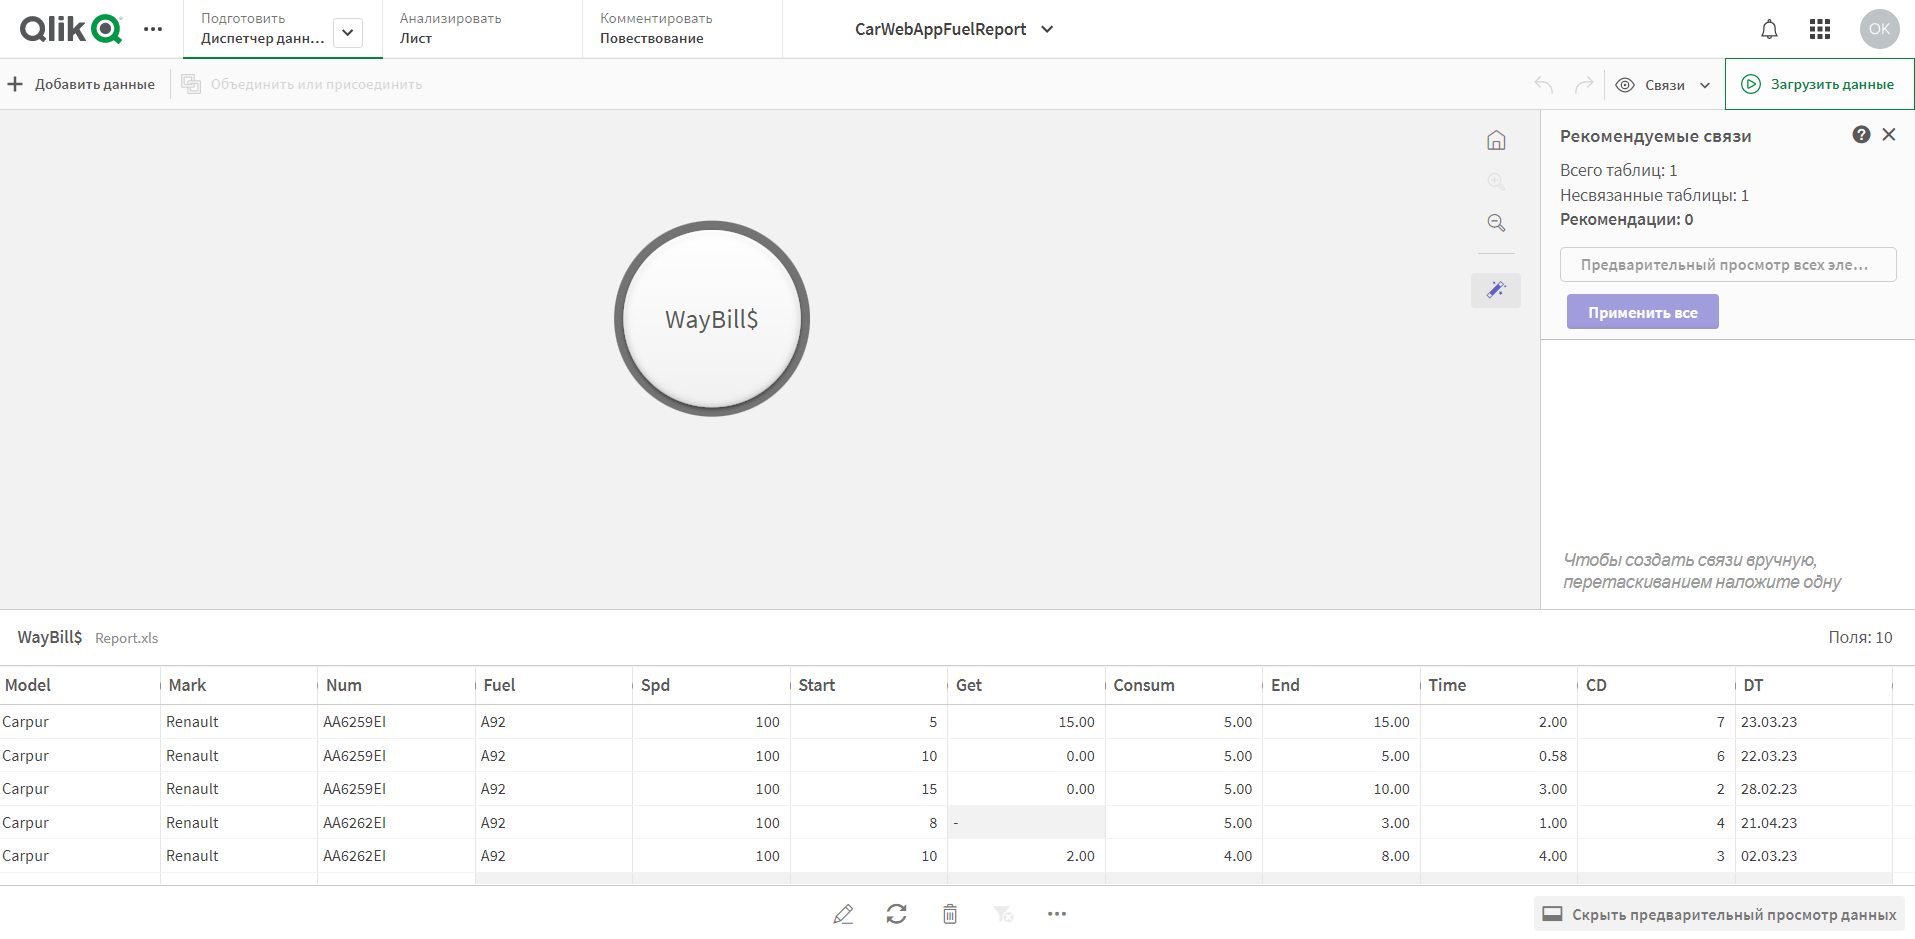 Qlik
Подготовить
Диспетчер данн...
Анализировать
Лист
Комментировать
Повествование
CarWebAppFuelReport
OK
Добавить данные
Объединить или присоединить
Связи
Загрузить данные
Рекомендуемые связи
Всего таблиц: 1
Несвязанные таблицы: 1
Рекомендации: 0
Предварительный просмотр всех эле...
Применить все
WayBill$
Чтобы создать связи вручную,
перетаскиванием наложите одну
WayBill$ Report.xls
Поля: 10
Model Mark Num Fuel Spd Start Get Consum End Time CD DT
Carpur Renault AA6259EI A92 100 5 15.00 5.00 15.00 2.00 7 23.03.23
Carpur Renault AA6259EI A92 100 10 0.00 5.00 5.00 0.58 6 22.03.23
Carpur Renault AA6259EI A92 100 15 0.00 5.00 10.00 3.00 2 28.02.23
Carpur Renault AA6262EI A92 100 8 - 5.00 3.00 1.00 4 21.04.23
Carpur Renault AA6262EI A92 100 10 2.00 4.00 8.00 4.00 3 02.03.23
Скрыть предварительный просмотр данных